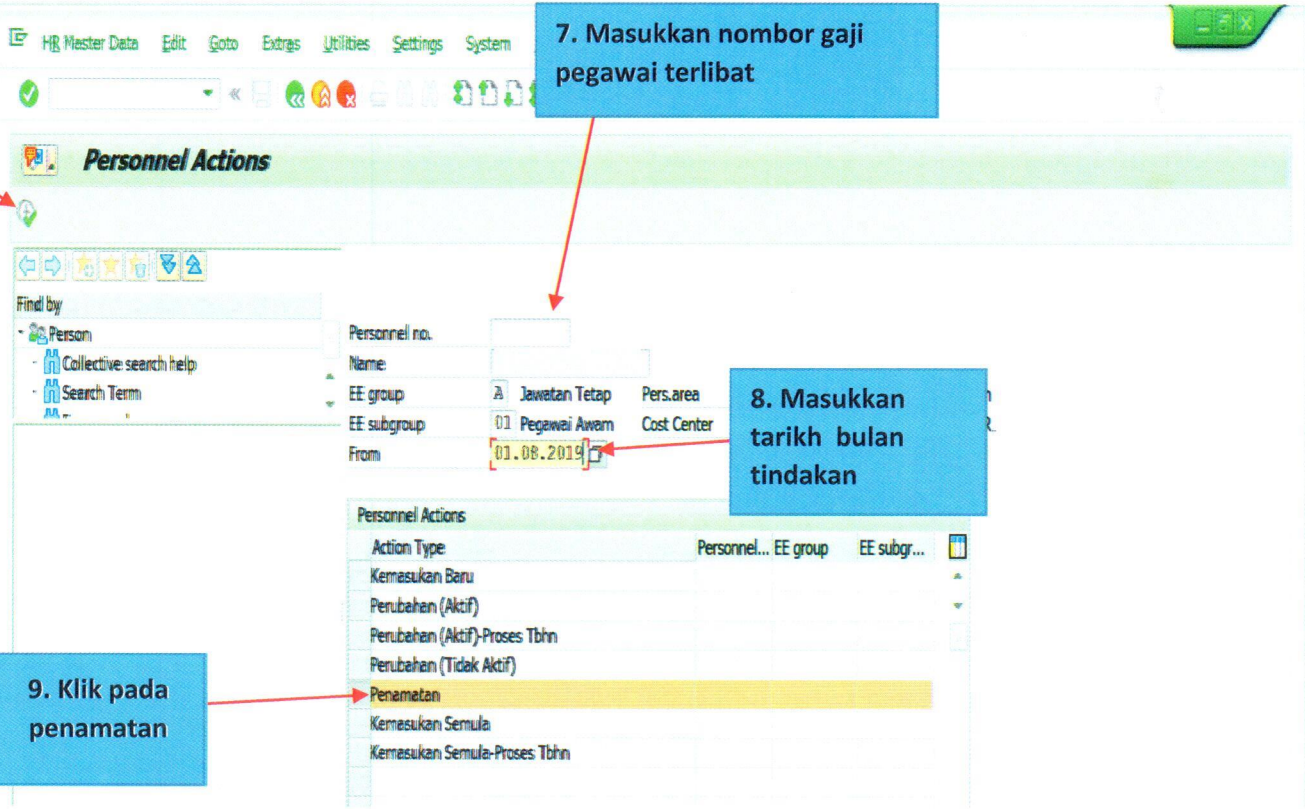 HR Master Data Edit Goto Extras Utilities Settings System
7. Masukkan nombor gaji
pegawai terlibat
Personnel Actions
Find by
Person
Collective search help
Search Term
Personnel no.
Name
EE group A Jawatan Tetap Pers.area
EE subgroup 01 Pegawai Awam Cost Center
From 01.08.2019
8. Masukkan
tarikh bulan
tindakan
Personnel Actions
Action Type Personnel... EE group EE subgr...
Kemasukan Baru
Perubahan (Aktif)
Perubahan (Aktif)-Proses Tbhn
Perubahan (Tidak Aktif)
Penamatan
Kemasukan Semula
Kemasukan Semula-Proses Tbhn
9. Klik pada
penamatan